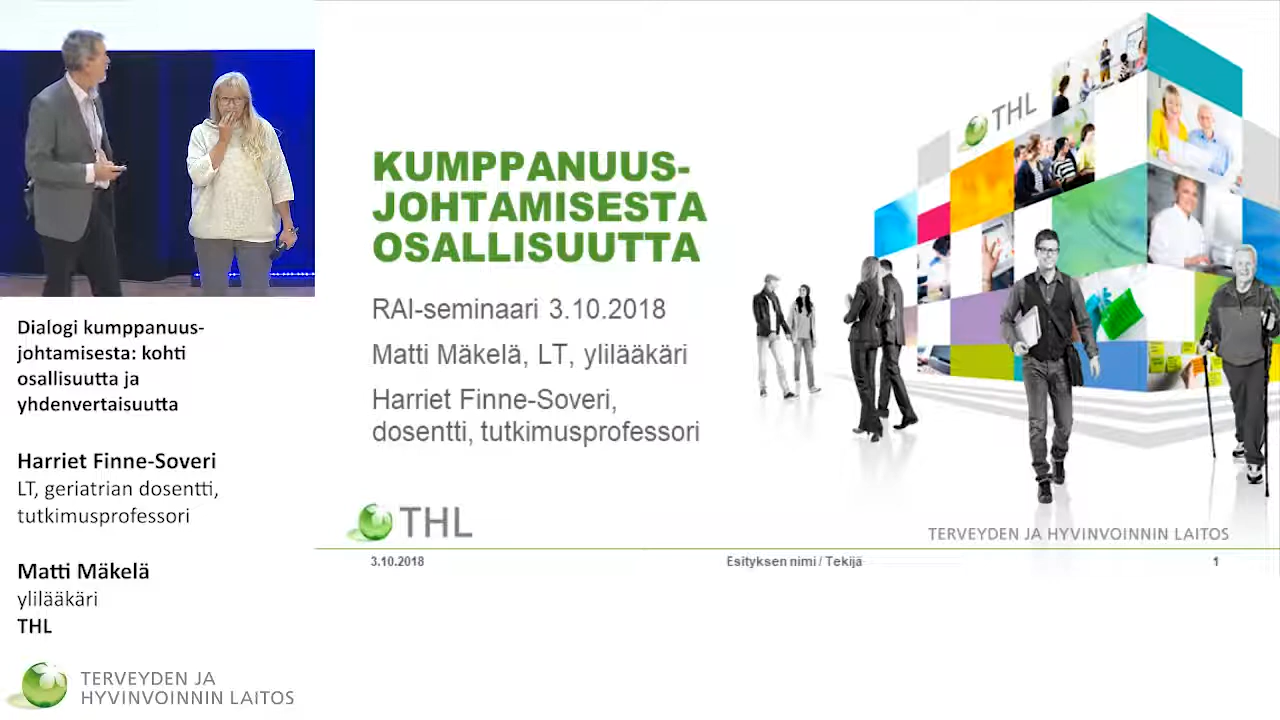 Dialogi kumppanuus-
johtamisesta: kohti
osallisuutta ja
yhdenvertaisuutta
Harriet Finne-Soveri
LT, geriatrian dosentti,
tutkimusprofessori
Matti Mäkelä
ylilääkäri
THL
TERVEYDEN JA
HYVINVOINNIN LAITOS
KUMPPANUUS-
JOHTAMISESTA
OSALLISUUTTA
RAI-seminaari 3.10.2018
Matti Mäkelä, LT, ylilääkäri
Harriet Finne-Soveri,
dosentti, tutkimusprofessori
THL
THL
TERVEYDEN JA HYVINVOINNIN LAITOS
3.10.2018
Esityksen nimi / Tekijä
1